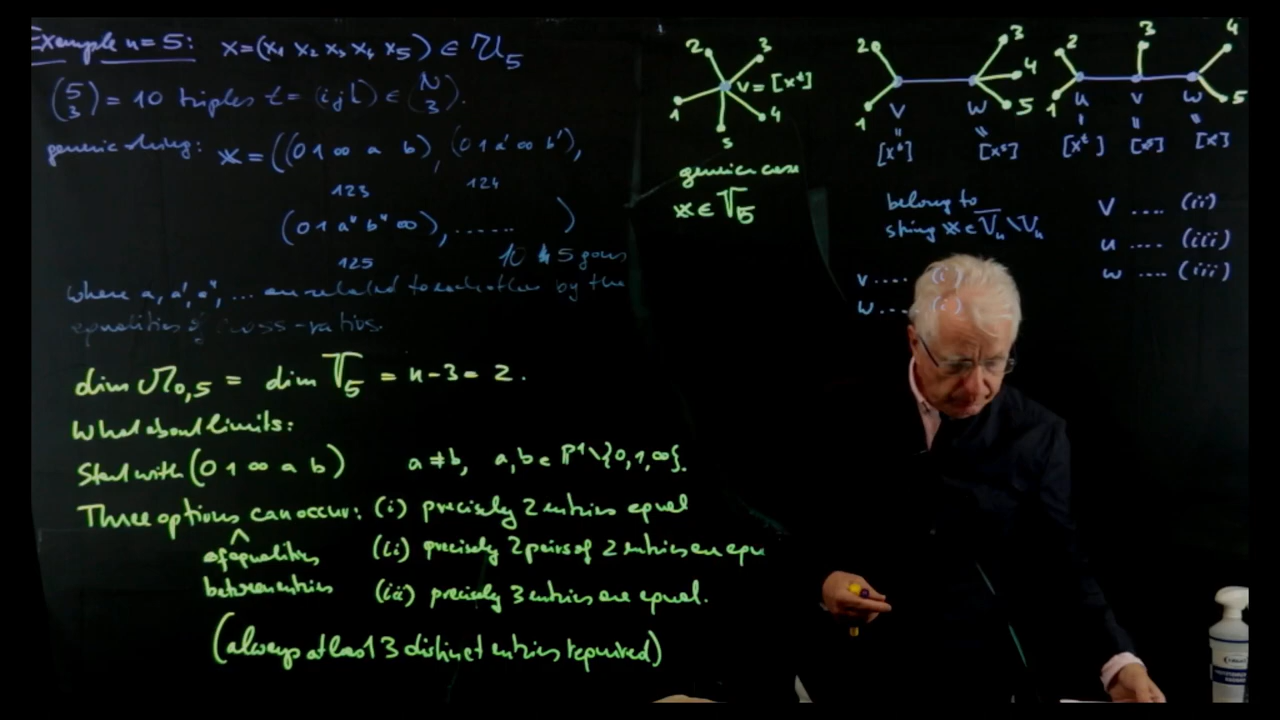 Example n=5: x=(x₁ x₂ x₃ x₄ x₅) ∈ U₅
(5 3) = 10 triples t = (i j l) ∈ (N 3).
generic string: x = ((0 1 ∞ a b), (0 1 a' ∞ b'),
123 124
(0 1 a'' b'' ∞), ...... )
125 10 5 gons
where a, a', a'', ... are related to each other by the
equalities of cross-ratios.
dim M₀,₅ = dim V₅ = n-3 = 2.
What about limits:
Start with (0 1 ∞ a b) a ≠ b, a, b ∈ P¹\{0,1,∞}.
Three options can occur: (i) precisely 2 entries equal
of equalities (ii) precisely 2 pairs of 2 entries are equ
between entries (iii) precisely 3 entries are equal.
(always at least 3 distinct entries required)
2 3
v = [xᵗ]
1 4
5
generic case
x ∈ V₅
2 3
4
1 v w 5
[xᵗ] [xˢ]
belong to
string x ∈ V̅ₙ\Vₙ
v .... (i)
w ... (i)
2 3 4
1 u v w 5
[xᵗ] [xˢ] [x]
v .... (ii)
u .... (iii)
w .... (iii)